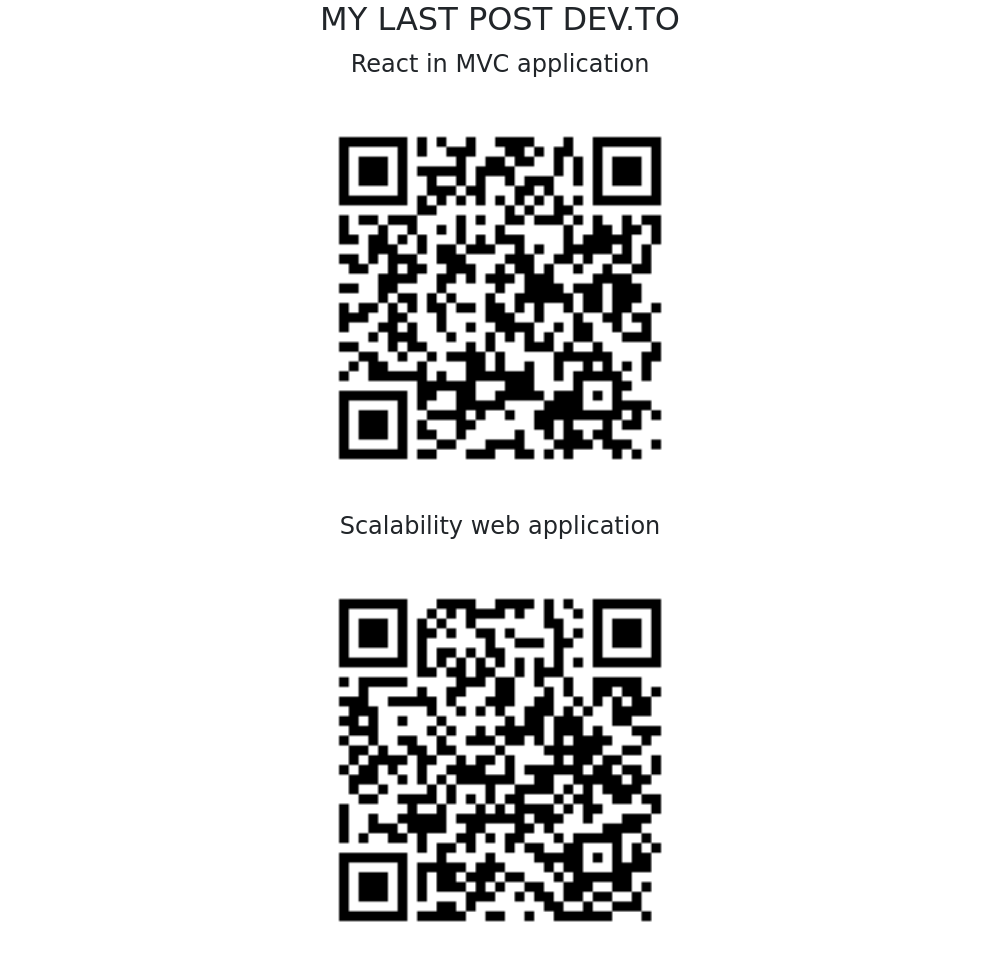 MY LAST POST DEV.TO
React in MVC application
Scalability web application